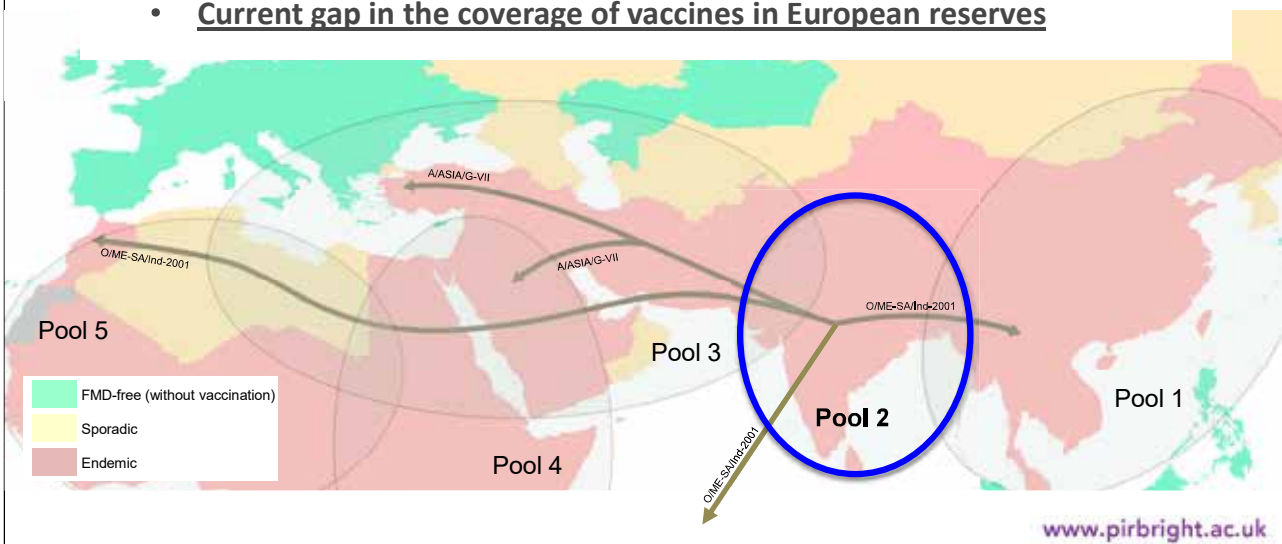 • Current gap in the coverage of vaccines in European reserves
A/ASIA/G-VII
O/ME-SA/Ind-2001
A/ASIA/G-VII
O/ME-SA/Ind-2001
Pool 5
Pool 3
FMD-free (without vaccination)
Sporadic
Endemic
Pool 1
Pool 2
Pool 4
O/ME-SA/Ind-2001
www.pirbright.ac.uk